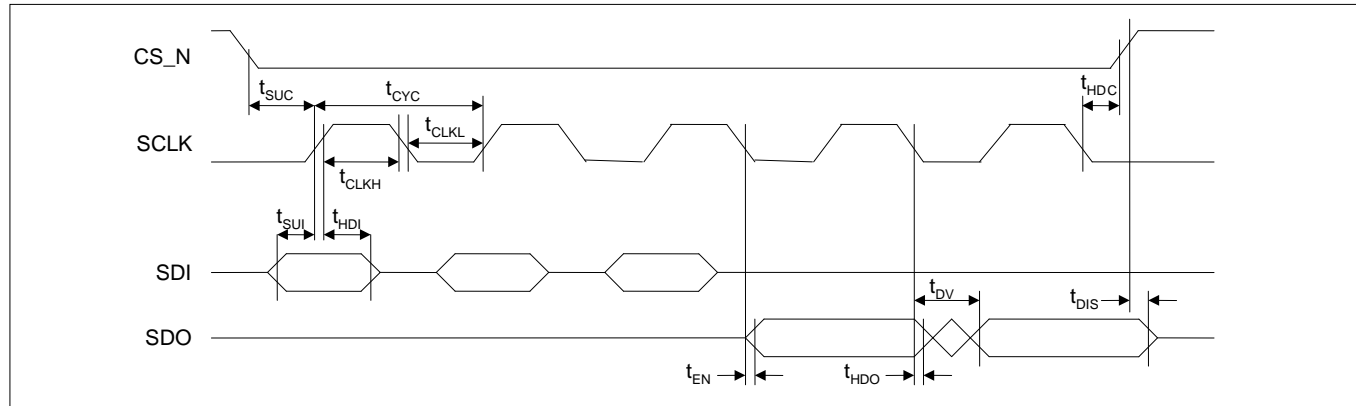 CS_N
tSUC
tCYC
tHDC
tCLKL
SCLK
tCLKH
tSUI
tHDI
SDI
tDV
tDIS
SDO
tEN
tHDO